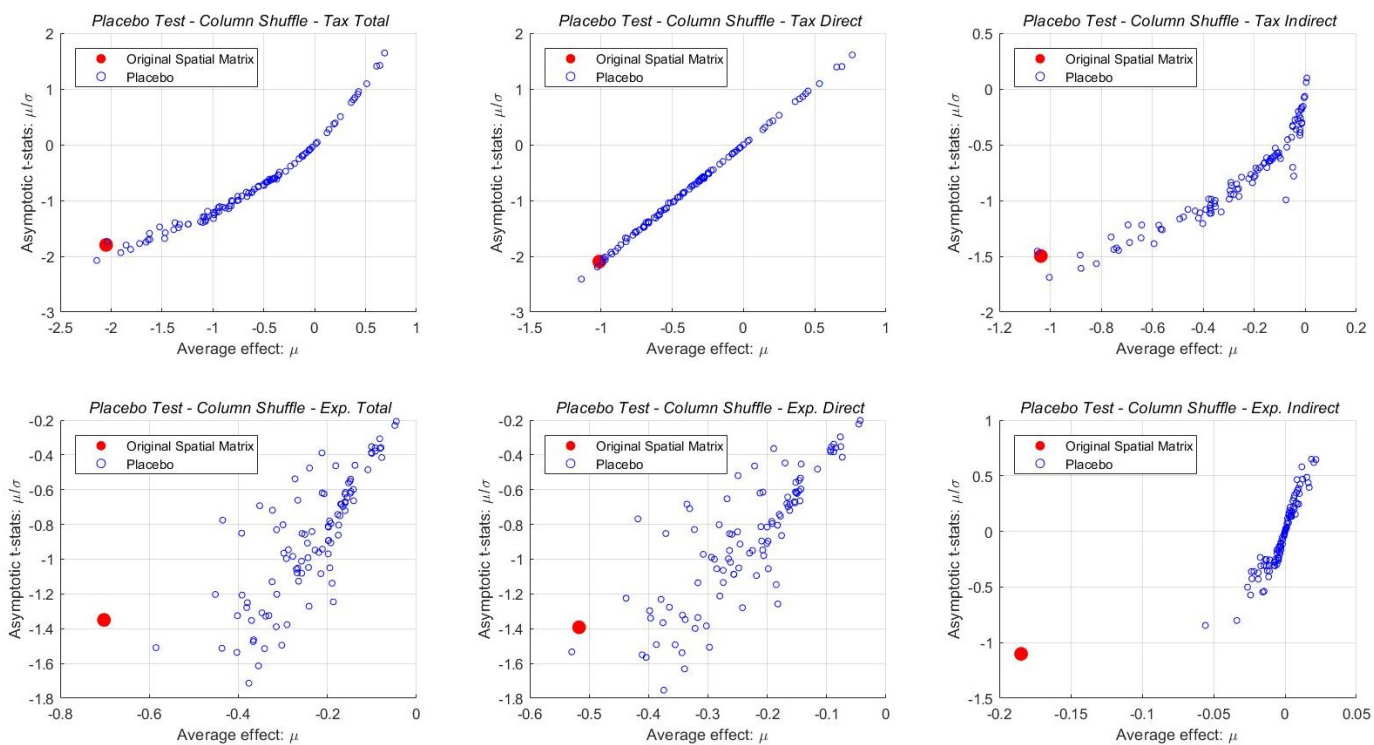 Placebo Test - Column Shuffle - Tax Total
2
1
0
-1
-2
-3
Asymptotic t-stats: μ/σ
Original Spatial Matrix
Placebo
-2.5
-2
-1.5
-1
-0.5
0
0.5
1
Average effect: μ
Placebo Test - Column Shuffle - Tax Direct
2
1
0
-1
-2
-3
Asymptotic t-stats: μ/σ
Original Spatial Matrix
Placebo
-1.5
-1
-0.5
0
0.5
1
Average effect: μ
Placebo Test - Column Shuffle - Tax Indirect
0.5
0
-0.5
-1
-1.5
-2
Asymptotic t-stats: μ/σ
Original Spatial Matrix
Placebo
-1.2
-1
-0.8
-0.6
-0.4
-0.2
0
0.2
Average effect: μ
Placebo Test - Column Shuffle - Exp. Total
-0.2
-0.4
-0.6
-0.8
-1
-1.2
-1.4
-1.6
-1.8
Asymptotic t-stats: μ/σ
Original Spatial Matrix
Placebo
-0.8
-0.6
-0.4
-0.2
0
Average effect: μ
Placebo Test - Column Shuffle - Exp. Direct
-0.2
-0.4
-0.6
-0.8
-1
-1.2
-1.4
-1.6
-1.8
Asymptotic t-stats: μ/σ
Original Spatial Matrix
Placebo
-0.6
-0.5
-0.4
-0.3
-0.2
-0.1
0
Average effect: μ
Placebo Test - Column Shuffle - Exp. Indirect
1
0.5
0
-0.5
-1
-1.5
Asymptotic t-stats: μ/σ
Original Spatial Matrix
Placebo
-0.2
-0.15
-0.1
-0.05
0
0.05
Average effect: μ